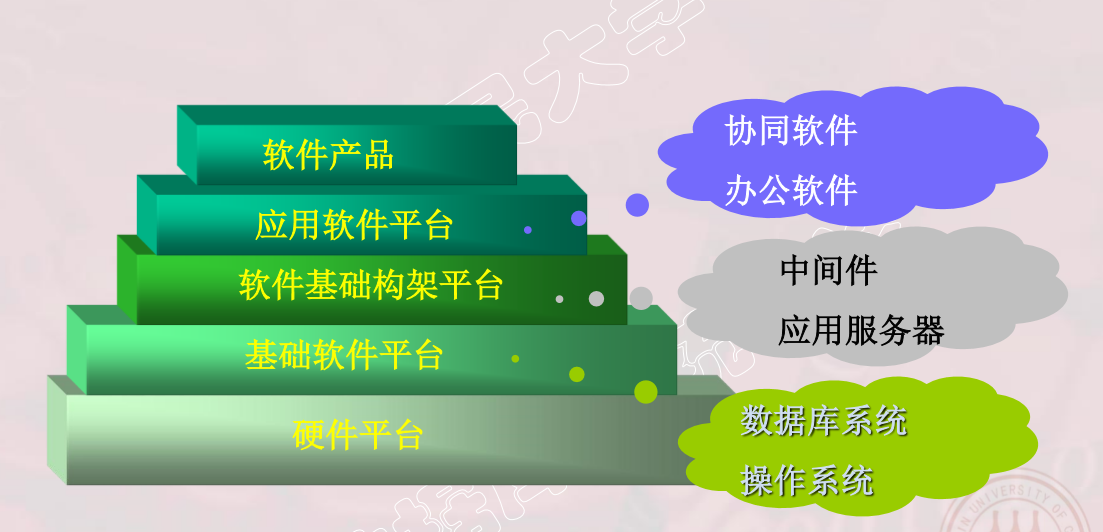 软件产品
应用软件平台
软件基础构架平台
基础软件平台
硬件平台
协同软件
办公软件
中间件
应用服务器
数据库系统
操作系统